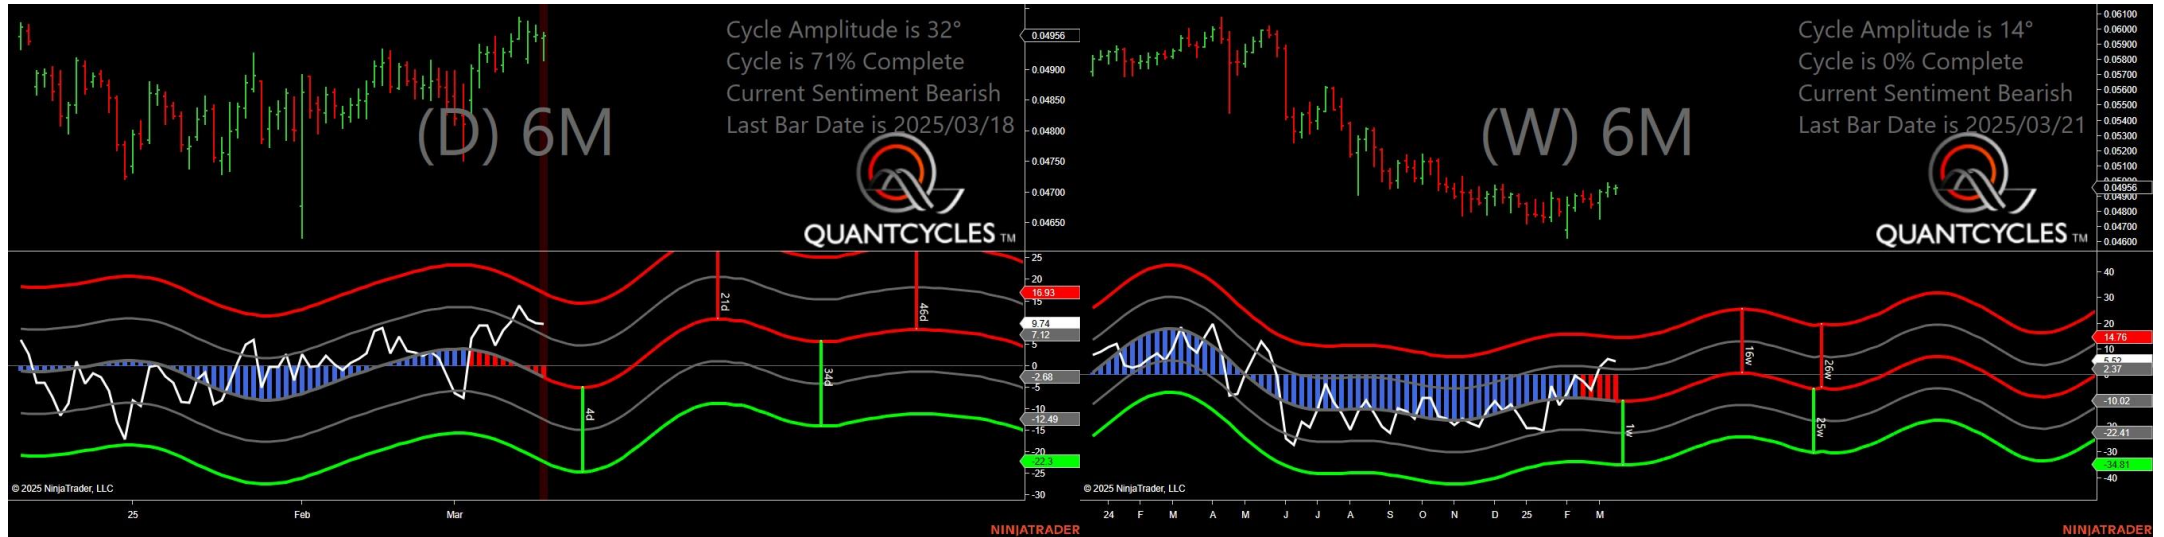 Cycle Amplitude is 32°
Cycle is 71% Complete
Current Sentiment Bearish
Last Bar Date is 2025/03/18
(D) 6M
QUANTCYCLES TM
0.04956
0.04900
0.04850
0.04800
0.04750
0.04700
0.04650
25
20
16.93
15
9.74
7.12
5
0
-2.68
-5
-10
-12.49
-15
-22.3
-25
-30
21d
46d
34d
4d
© 2025 NinjaTrader, LLC
25 Feb Mar
NINJATRADER
Cycle Amplitude is 14°
Cycle is 0% Complete
Current Sentiment Bearish
Last Bar Date is 2025/03/21
(W) 6M
QUANTCYCLES TM
0.06100
0.06000
0.05900
0.05800
0.05700
0.05600
0.05500
0.05400
0.05300
0.05200
0.05100
0.04956
0.04900
0.04800
0.04700
0.04600
40
30
20
14.76
10
5.52
2.37
-10.02
-22.41
-30
-34.81
-40
16w
26w
25w
1w
© 2025 NinjaTrader, LLC
24 F M A M J J A S O N D 25 F M
NINJATRADER